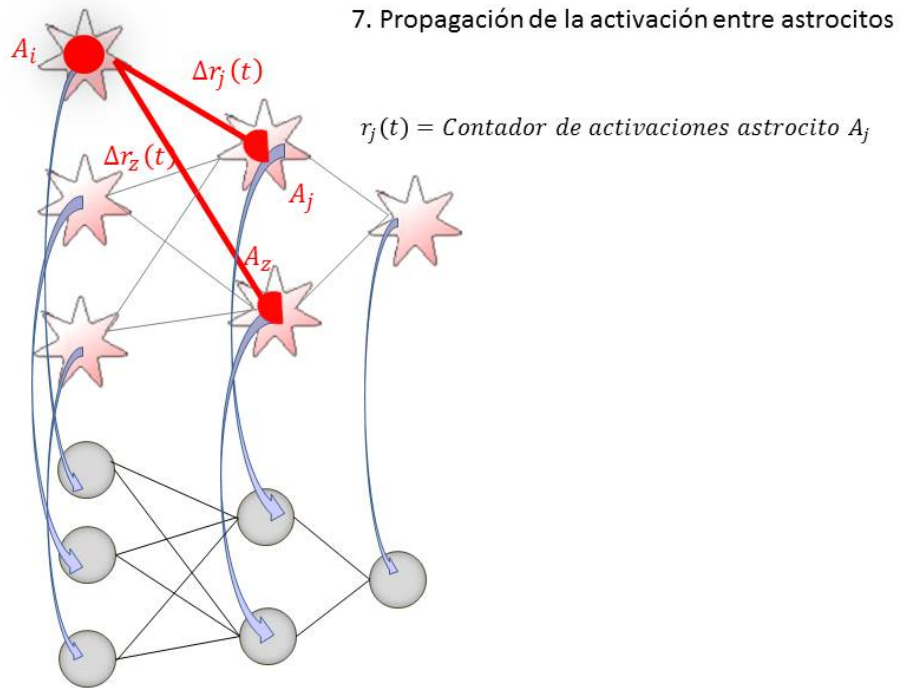 7. Propagación de la activación entre astrocitos
A_i
Δr_j(t)
r_j(t) = Contador de activaciones astrocito A_j
Δr_z(t)
A_j
A_z